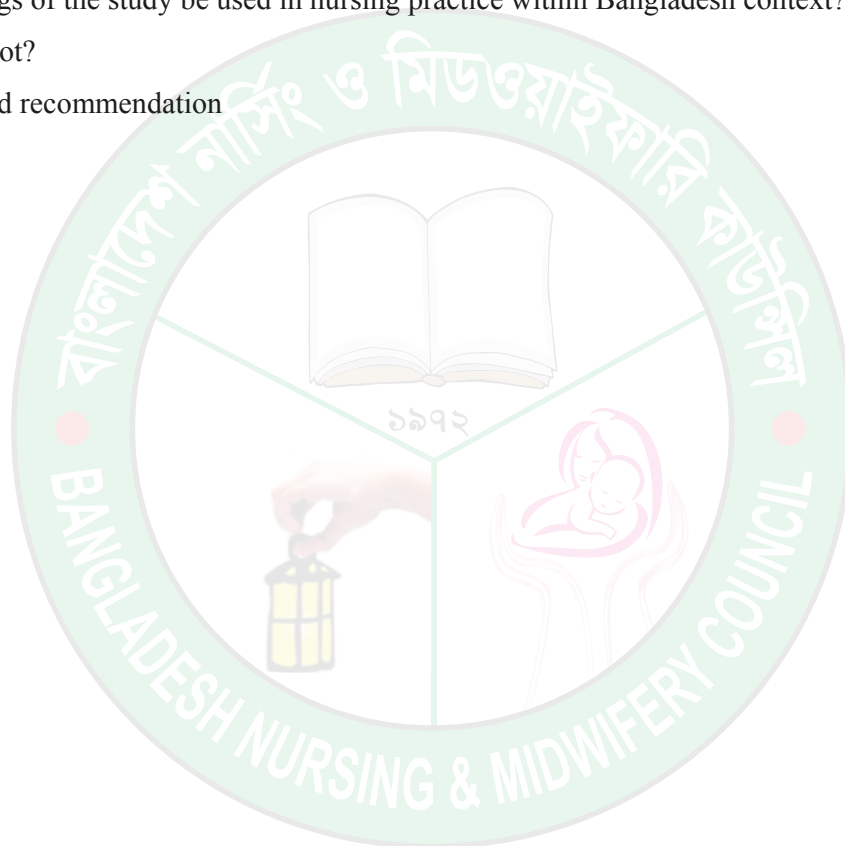 gs of the study be used in nursing practice within Bangladesh context?
ot?
d recommendation
বাংলাদেশ নার্সিং ও মিডওয়াইফারি কাউন্সিল
১৯৭২
BANGLADESH NURSING & MIDWIFERY COUNCIL